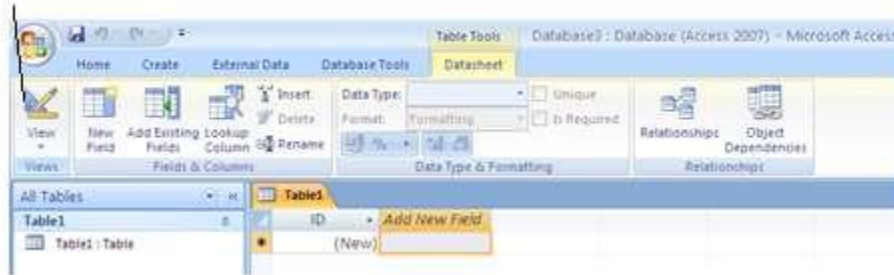 Table Tools Database3 : Database (Access 2007) - Microsoft Access
Home Create External Data Database Tools Datasheet
View New Field Add Existing Fields Lookup Column Insert Delete Rename Data Type: Format: Formatting Unique Is Required Relationships Object Dependencies
Views Fields & Columns Data Type & Formatting Relationships
All Tables Table1
Table1 ID Add New Field
Table1 : Table (New)